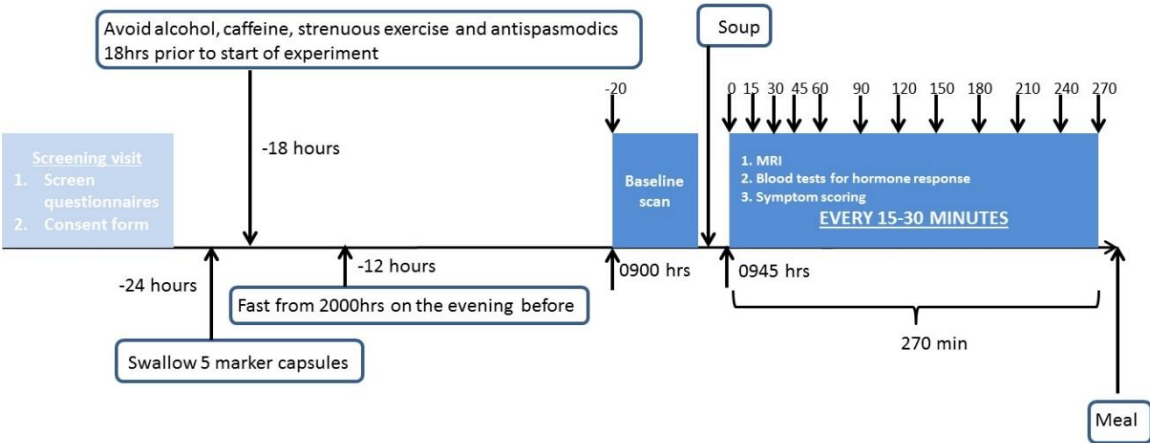 Avoid alcohol, caffeine, strenuous exercise and antispasmodics
18hrs prior to start of experiment
Soup
-20
0 15 30 45 60 90 120 150 180 210 240 270
Screening visit
1. Screen
questionnaires
2. Consent form
-18 hours
Baseline
scan
1. MRI
2. Blood tests for hormone response
3. Symptom scoring
EVERY 15-30 MINUTES
-24 hours
-12 hours
0900 hrs
0945 hrs
Fast from 2000hrs on the evening before
270 min
Swallow 5 marker capsules
Meal